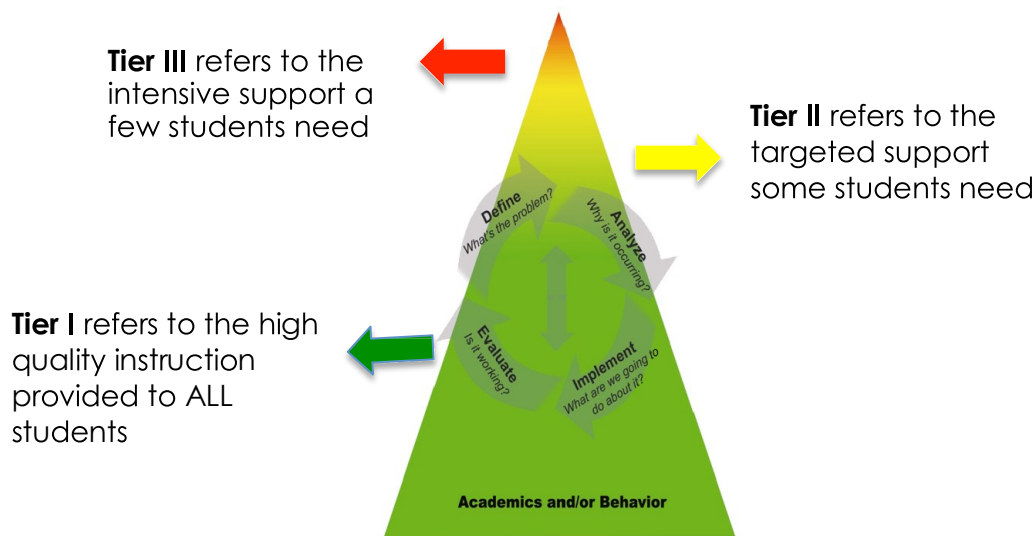 Tier III refers to the
intensive support a
few students need
Tier II refers to the
targeted support
some students need
Define
What's the problem?
Analyze
Why is it occurring?
Tier I refers to the high
quality instruction
provided to ALL
students
Evaluate
Is it working?
Implement
What are we going to
do about it?
Academics and/or Behavior